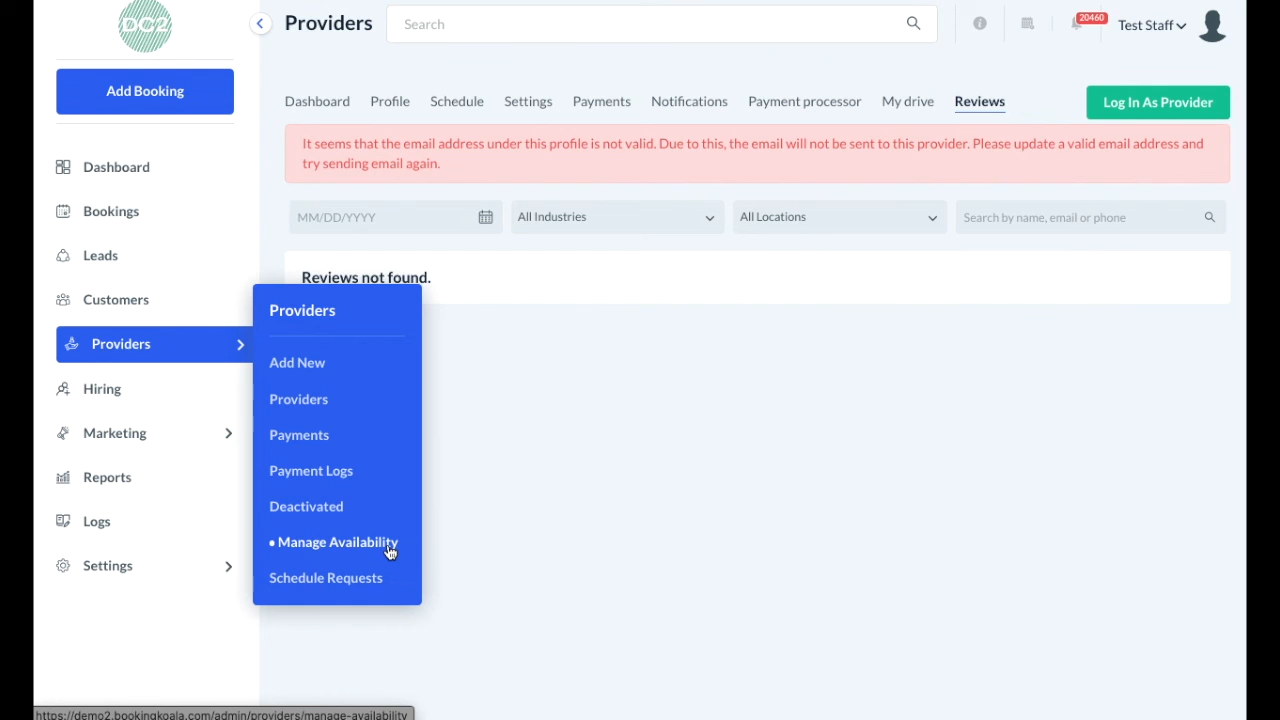 DC2
Providers
Search
20460
Test Staff
Add Booking
Dashboard
Bookings
Leads
Customers
Providers
Hiring
Marketing
Reports
Logs
Settings
Dashboard Profile Schedule Settings Payments Notifications Payment processor My drive Reviews
Log In As Provider
It seems that the email address under this profile is not valid. Due to this, the email will not be sent to this provider. Please update a valid email address and
try sending email again.
MM/DD/YYYY All Industries All Locations Search by name, email or phone
Reviews not found.
Providers
Add New
Providers
Payments
Payment Logs
Deactivated
• Manage Availability
Schedule Requests
https://demo2.bookingkoala.com/admin/providers/manage-availability